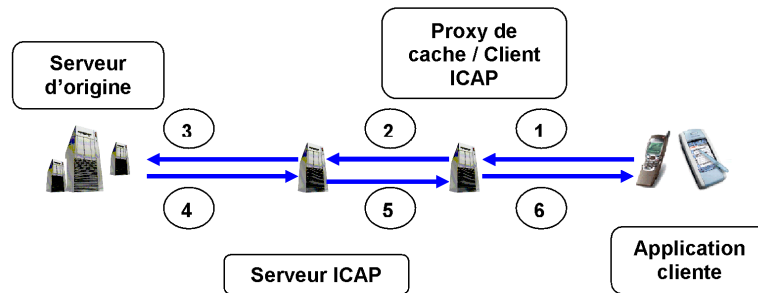 Proxy de
cache / Client
ICAP
Serveur
d'origine
3
2
1
4
5
6
Serveur ICAP
Application
cliente